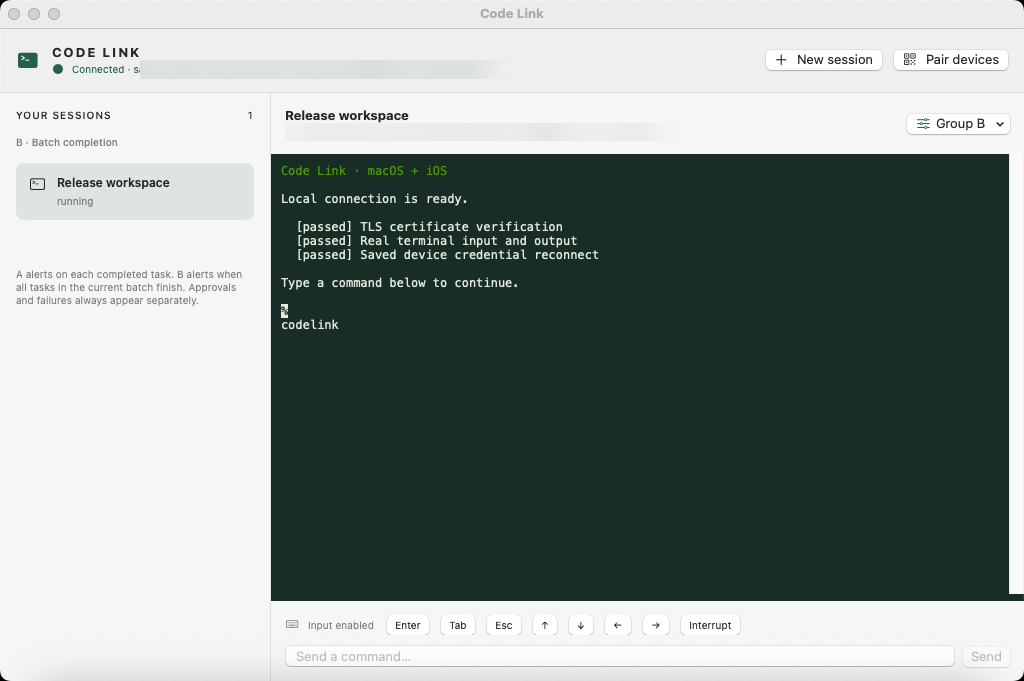 Code Link
CODE LINK
Connected ·
New session
Pair devices
YOUR SESSIONS 1
B · Batch completion
Release workspace
running
A alerts on each completed task. B alerts when
all tasks in the current batch finish. Approvals
and failures always appear separately.
Release workspace
Group B
Code Link · macOS + iOS
Local connection is ready.
[passed] TLS certificate verification
[passed] Real terminal input and output
[passed] Saved device credential reconnect
Type a command below to continue.
%
codelink
Input enabled
Enter
Tab
Esc
↑
↓
←
→
Interrupt
Send a command...
Send